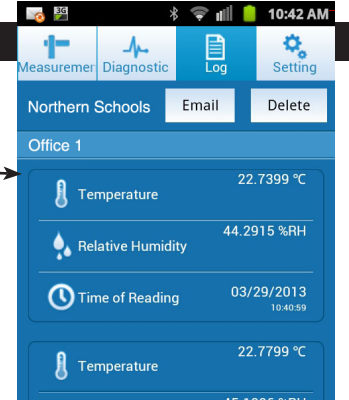 3G 10:42 AM
Measuremer Diagnostic Log Setting
Northern Schools Email Delete
Office 1
Temperature 22.7399 °C
Relative Humidity 44.2915 %RH
Time of Reading 03/29/2013
10:40:59
Temperature 22.7799 °C